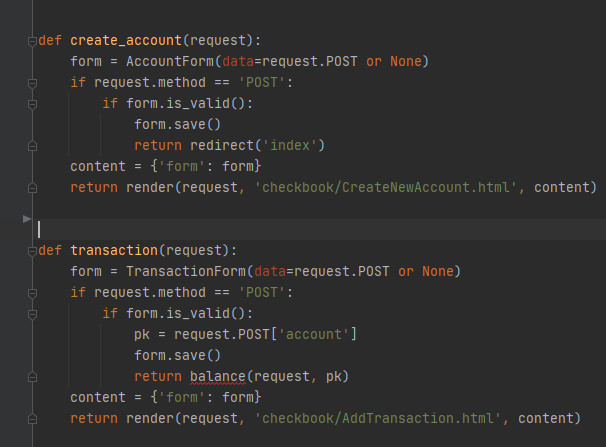 def create_account(request):
    form = AccountForm(data=request.POST or None)
    if request.method == 'POST':
        if form.is_valid():
            form.save()
            return redirect('index')
    content = {'form': form}
    return render(request, 'checkbook/CreateNewAccount.html', content)
def transaction(request):
    form = TransactionForm(data=request.POST or None)
    if request.method == 'POST':
        if form.is_valid():
            pk = request.POST['account']
            form.save()
            return balance(request, pk)
    content = {'form': form}
    return render(request, 'checkbook/AddTransaction.html', content)